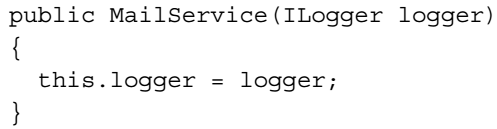 public MailService(ILogger logger)
{
  this.logger = logger;
}